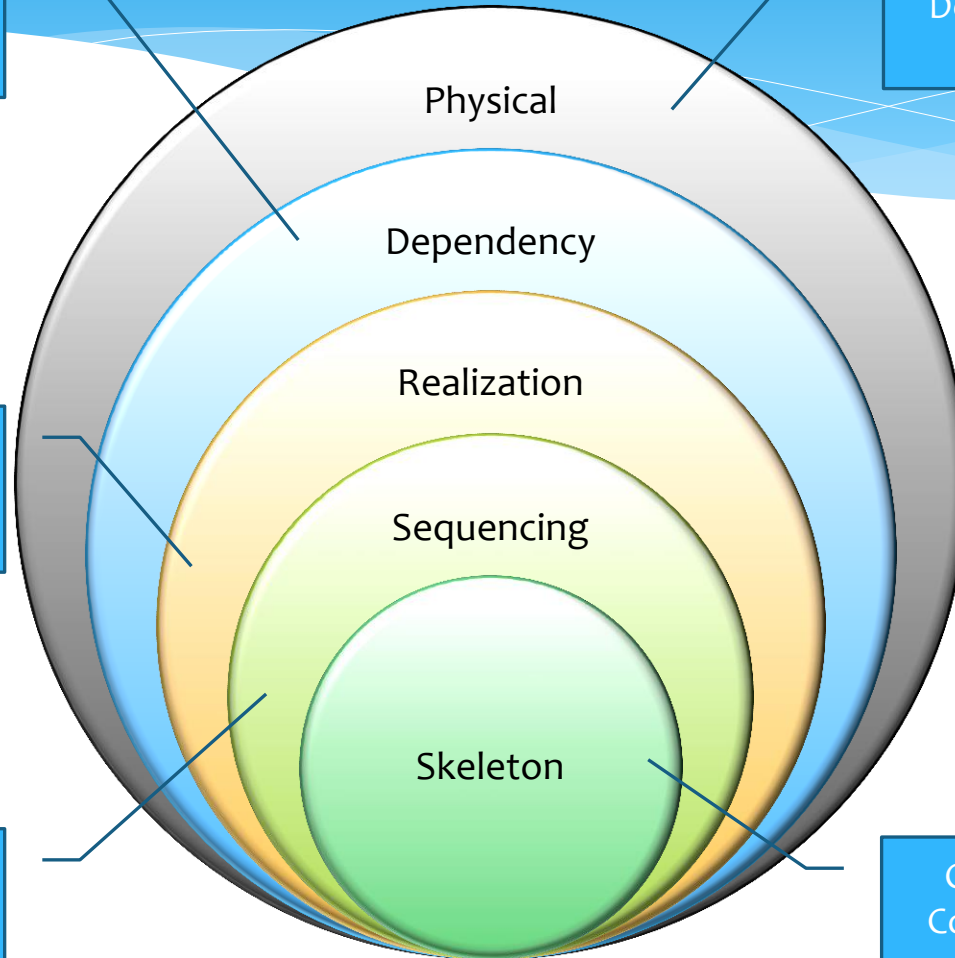 Physical
Dependency
Realization
Sequencing
Skeleton